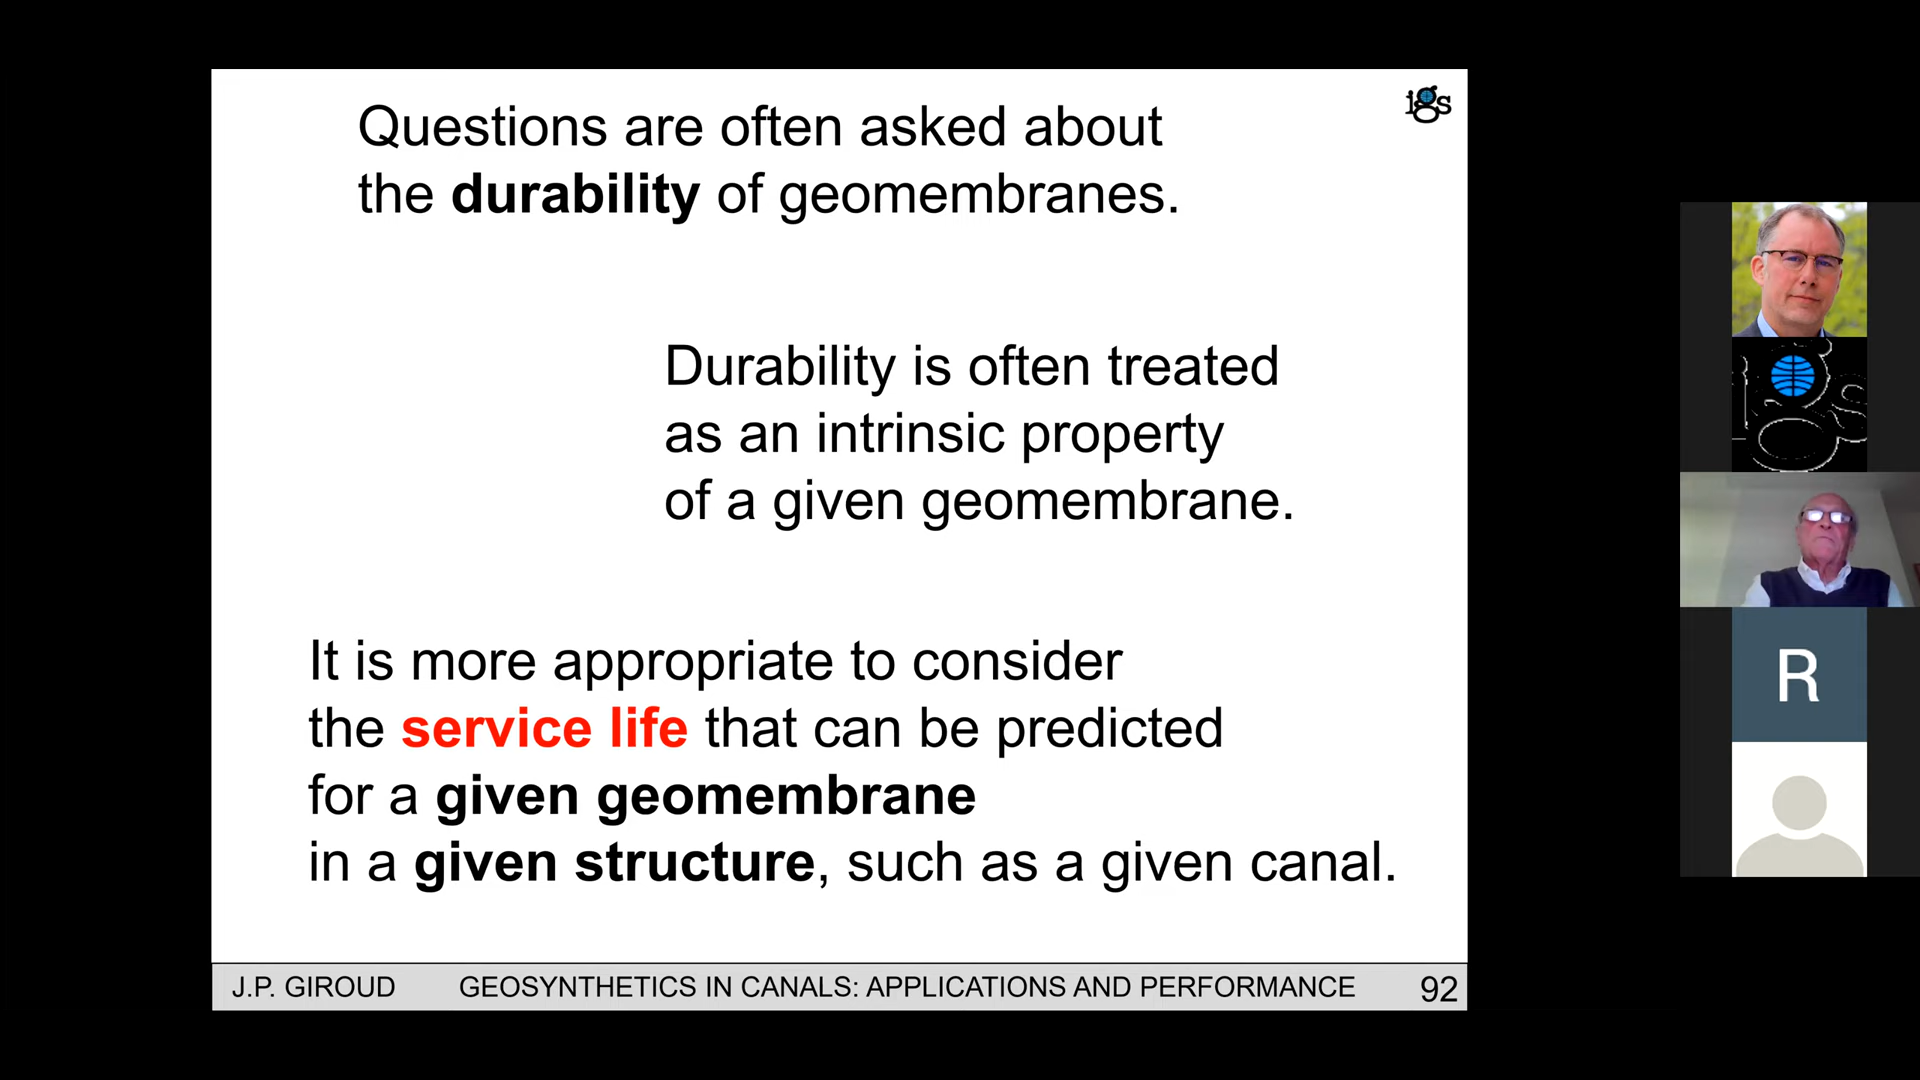 igs
Questions are often asked about
the durability of geomembranes.
Durability is often treated
as an intrinsic property
of a given geomembrane.
It is more appropriate to consider
the service life that can be predicted
for a given geomembrane
in a given structure, such as a given canal.
J.P. GIROUD GEOSYNTHETICS IN CANALS: APPLICATIONS AND PERFORMANCE 92
igs
R